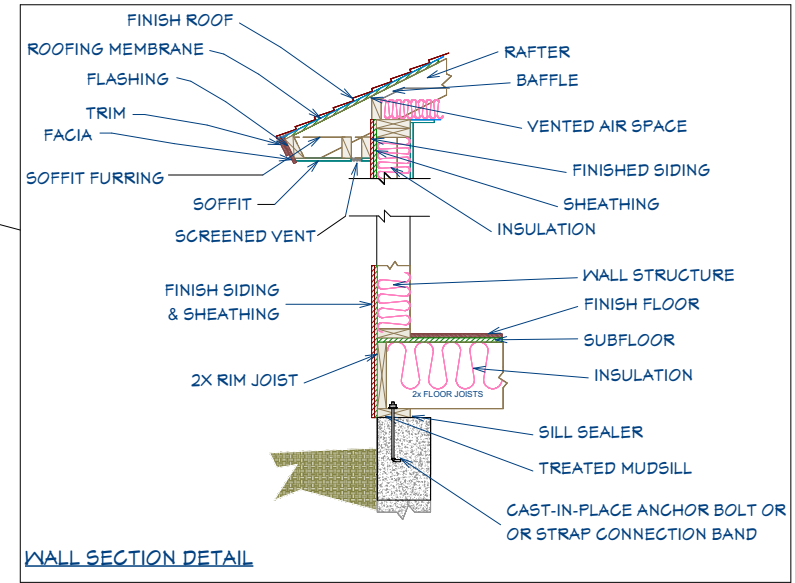 FINISH ROOF
ROOFING MEMBRANE
FLASHING
TRIM
FACIA
SOFFIT FURRING
SOFFIT
SCREENED VENT
RAFTER
BAFFLE
VENTED AIR SPACE
FINISHED SIDING
SHEATHING
INSULATION
FINISH SIDING
& SHEATHING
2X RIM JOIST
WALL STRUCTURE
FINISH FLOOR
SUBFLOOR
INSULATION
2x FLOOR JOISTS
SILL SEALER
TREATED MUDSILL
CAST-IN-PLACE ANCHOR BOLT OR
OR STRAP CONNECTION BAND
WALL SECTION DETAIL